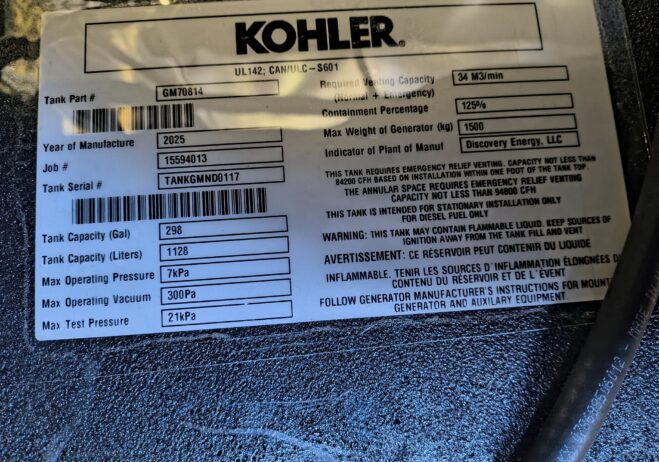 KOHLER®
UL142; CAN/ULC-S601
Tank Part # GM70814
Year of Manufacture 2025
Job # 15594013
Tank Serial # TANKGMND0117
Tank Capacity (Gal) 298
Tank Capacity (Liters) 1128
Max Operating Pressure 7kPa
Max Operating Vacuum 300Pa
Max Test Pressure 21kPa
Required Venting Capacity 34 M3/min
(Normal + Emergency)
Containment Percentage 125%
Max Weight of Generator (kg) 1500
Indicator of Plant of Manuf Discovery Energy, LLC
THIS TANK REQUIRES EMERGENCY RELIEF VENTING. CAPACITY NOT LESS THAN
84200 CFH BASED ON INSTALLATION WITHIN ONE FOOT OF THE TANK TOP
THE ANNULAR SPACE REQUIRES EMERGENCY RELIEF VENTING
CAPACITY NOT LESS THAN 94800 CFH
THIS TANK IS INTENDED FOR STATIONARY INSTALLATION ONLY
FOR DIESEL FUEL ONLY
WARNING: THIS TANK MAY CONTAIN FLAMMABLE LIQUID. KEEP SOURCES OF
IGNITION AWAY FROM THE TANK FILL AND VENT
AVERTISSEMENT: CE RÉSERVOIR PEUT CONTENIR DU LIQUIDE
INFLAMMABLE. TENIR LES SOURCES D'INFLAMMATION ÉLONGÉES D
CONTENU DU RÉSERVOIR ET DE L'ÉVENT
FOLLOW GENERATOR MANUFACTURER'S INSTRUCTIONS FOR MOUNT
GENERATOR AND AUXILARY EQUIPMENT